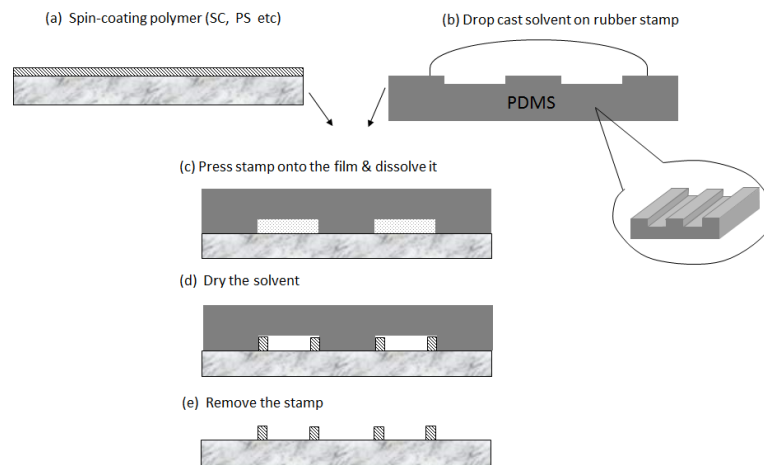 (a) Spin-coating polymer (SC, PS etc)
(b) Drop cast solvent on rubber stamp
PDMS
(c) Press stamp onto the film & dissolve it
(d) Dry the solvent
(e) Remove the stamp